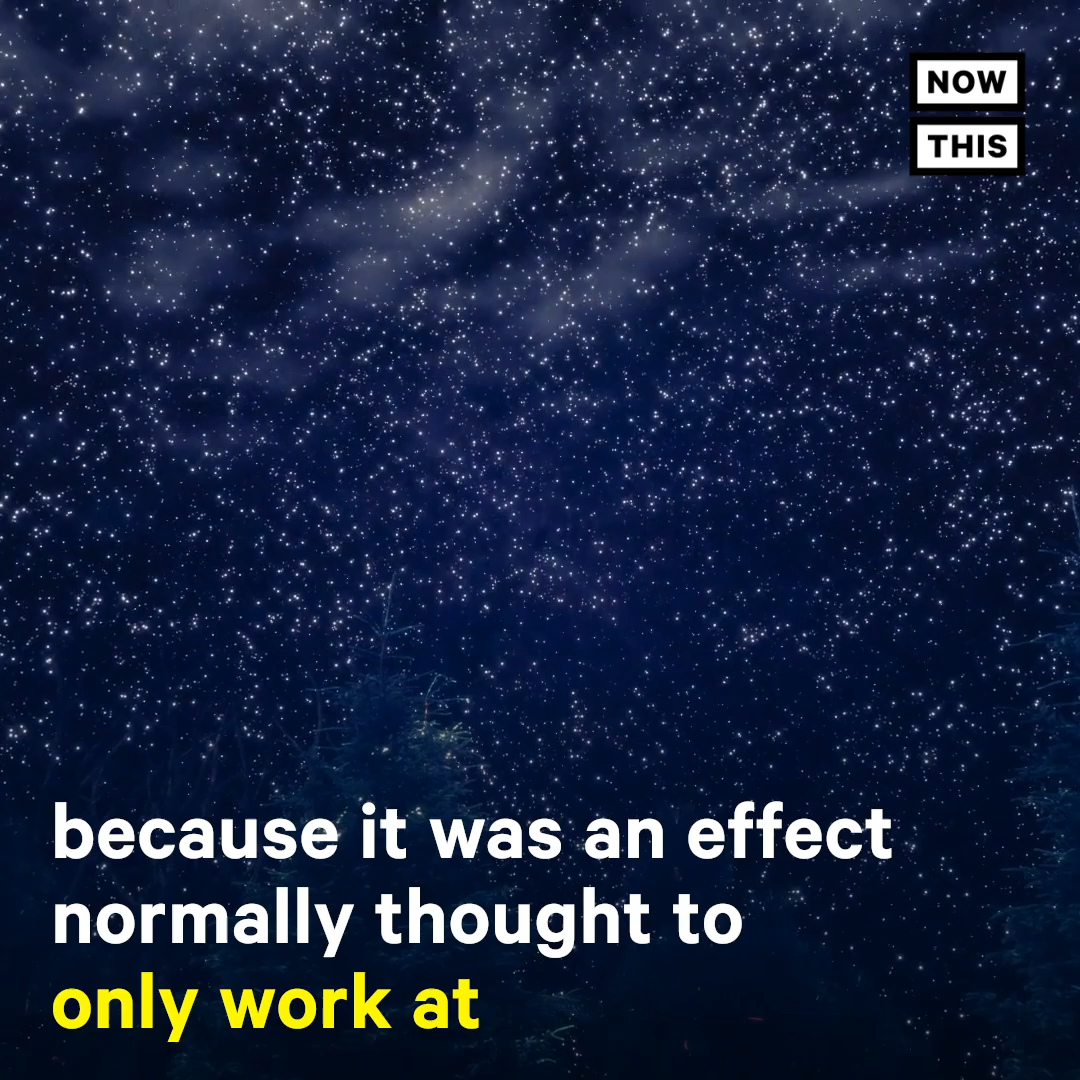 NOW
THIS
because it was an effect
normally thought to
only work at